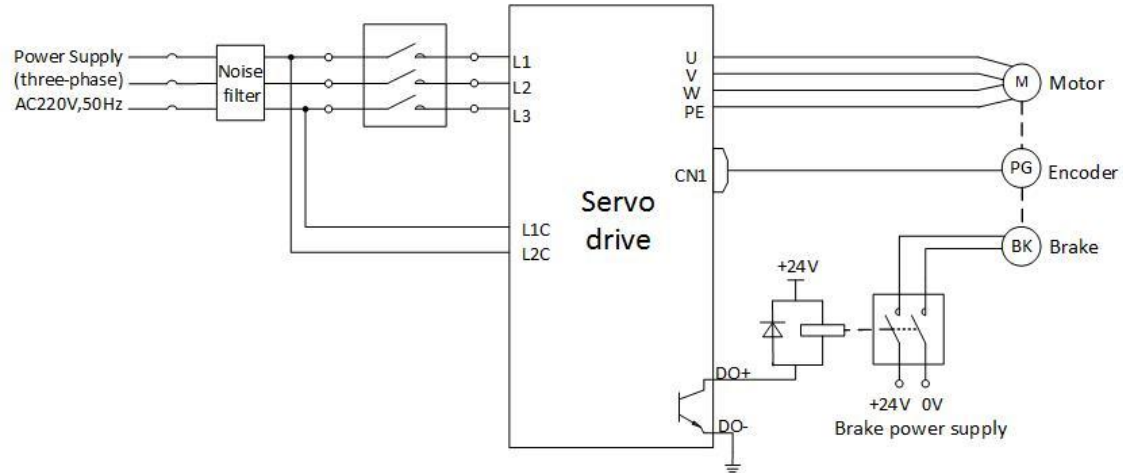 Power Supply
(three-phase)
AC220V,50Hz
Noise
filter
L1
L2
L3
L1C
L2C
Servo
drive
U
V
W
PE
CN1
DO+
DO-
M
Motor
PG
Encoder
BK
Brake
+24V
+24V 0V
Brake power supply